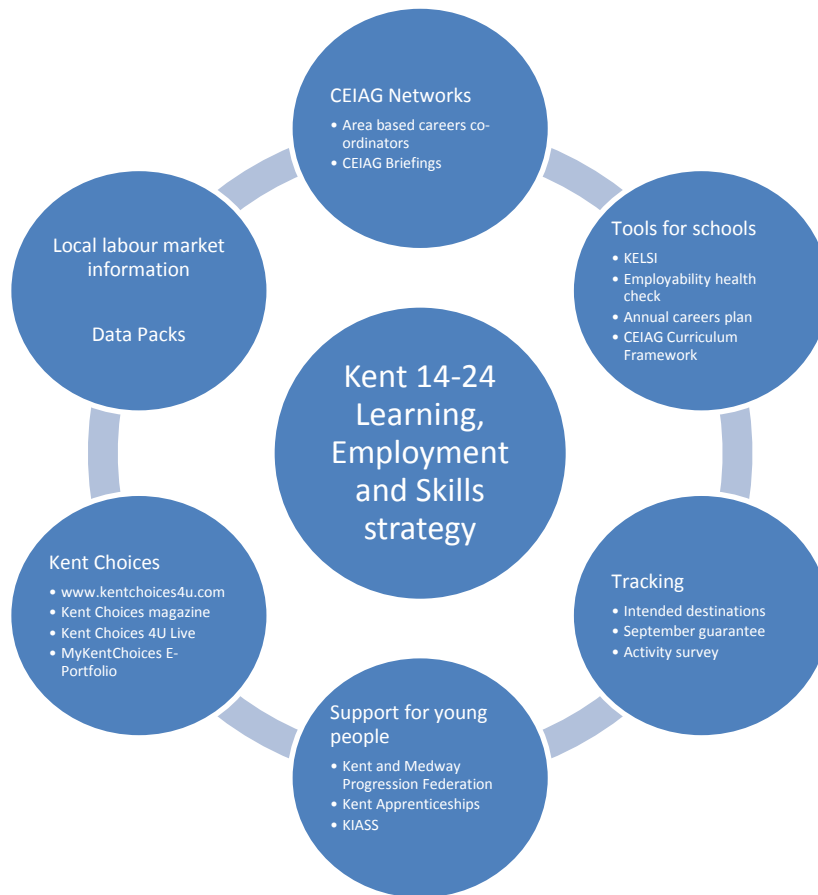 CEIAG Networks
• Area based careers co-
ordinators
• CEIAG Briefings
Tools for schools
• KELSI
• Employability health
check
• Annual careers plan
• CEIAG Curriculum
Framework
Tracking
• Intended destinations
• September guarantee
• Activity survey
Support for young
people
• Kent and Medway
Progression Federation
• Kent Apprenticeships
• KIASS
Kent Choices
• www.kentchoices4u.com
• Kent Choices magazine
• Kent Choices 4U Live
• MyKentChoices E-
Portfolio
Local labour market
information
Data Packs
Kent 14-24
Learning,
Employment
and Skills
strategy